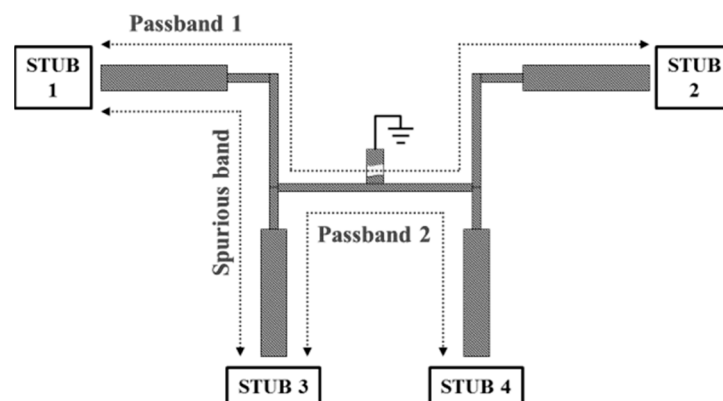 Passband 1
STUB
1
STUB
2
Spurious band
Passband 2
STUB 3
STUB 4